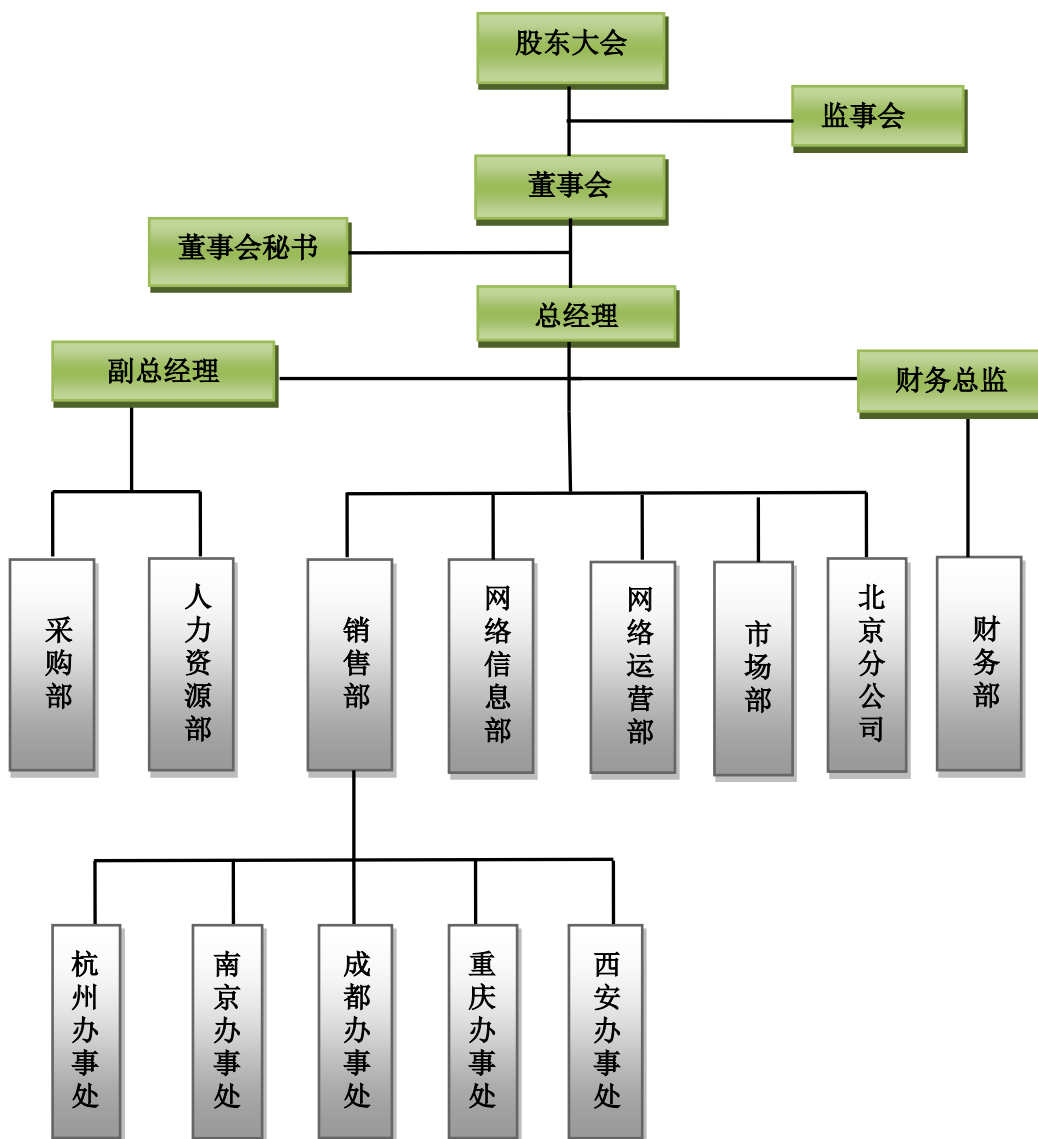 股东大会
监事会
董事会
董事会秘书
总经理
副总经理
财务总监
采购部
人力资源部
销售部
网络信息部
网络运营部
市场部
北京分公司
财务部
杭州办事处
南京办事处
成都办事处
重庆办事处
西安办事处